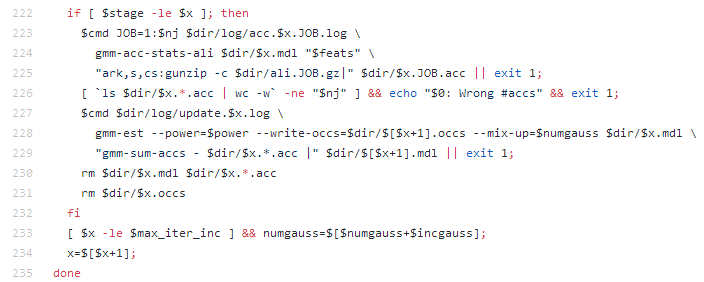 222 if [ $stage -le $x ]; then
223 $cmd JOB=1:$nj $dir/log/acc.$x.JOB.log \
224 gmm-acc-stats-ali $dir/$x.mdl "$feats" \
225 "ark,s,cs:gunzip -c $dir/ali.JOB.gz|" $dir/$x.JOB.acc || exit 1;
226 [ `ls $dir/$x.*.acc | wc -w` -ne "$nj" ] && echo "$0: Wrong #accs" && exit 1;
227 $cmd $dir/log/update.$x.log \
228 gmm-est --power=$power --write-occs=$dir/$[$x+1].occs --mix-up=$numgauss $dir/$x.mdl \
229 "gmm-sum-accs - $dir/$x.*.acc |" $dir/$[$x+1].mdl || exit 1;
230 rm $dir/$x.mdl $dir/$x.*.acc
231 rm $dir/$x.occs
232 fi
233 [ $x -le $max_iter_inc ] && numgauss=$[$numgauss+$incgauss];
234 x=$[$x+1];
235 done